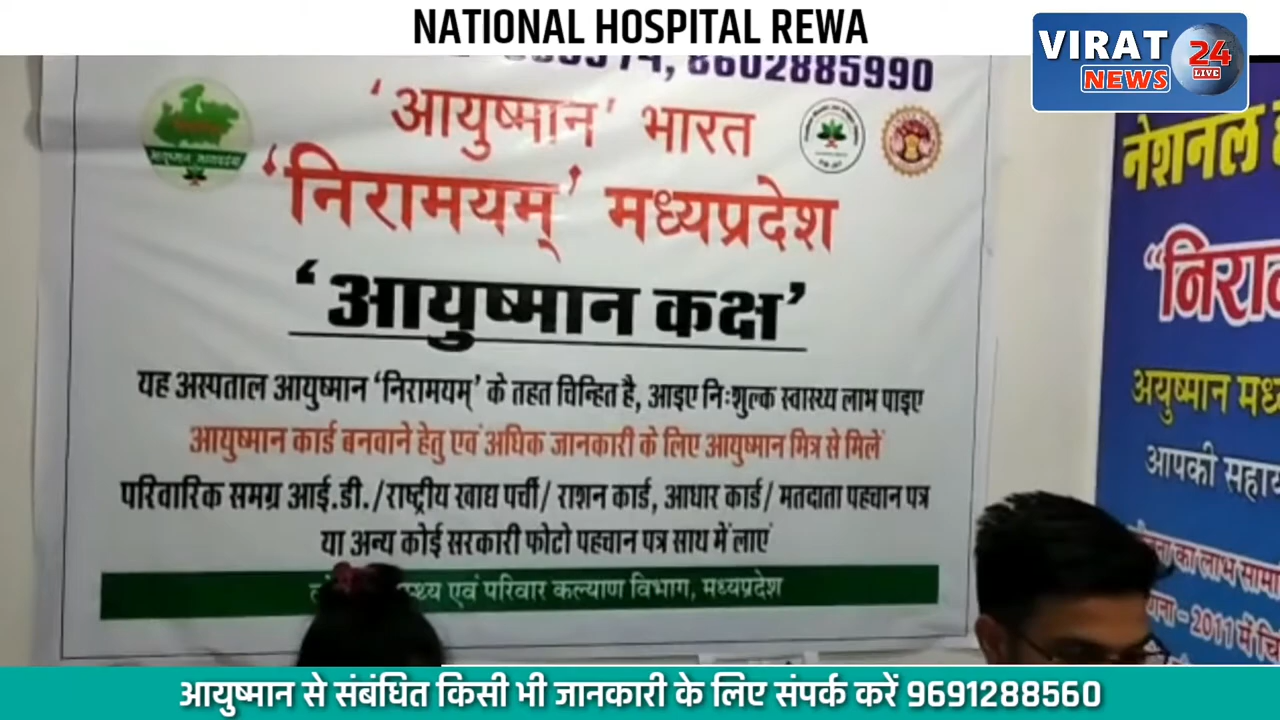 NATIONAL HOSPITAL REWA
VIRAT
24
NEWS
LIVE
8602885990
‘आयुष्मान’ भारत
‘निरामयम्’ मध्यप्रदेश
‘आयुष्मान कक्ष’
यह अस्पताल आयुष्मान ‘निरामयम्’ के तहत चिन्हित है, आइए निःशुल्क स्वास्थ्य लाभ पाइए
आयुष्मान कार्ड बनवाने हेतु एवं अधिक जानकारी के लिए आयुष्मान मित्र से मिलें
परिवारिक समग्र आई.डी./राष्ट्रीय खाद्य पर्ची/ राशन कार्ड, आधार कार्ड/ मतदाता पहचान पत्र
या अन्य कोई सरकारी फोटो पहचान पत्र साथ में लाएं
एवं परिवार कल्याण विभाग, मध्यप्रदेश
नेशनल
आपकी
का लाभ
- 2011 में
आयुष्मान से संबंधित किसी भी जानकारी के लिए संपर्क करें 9691288560